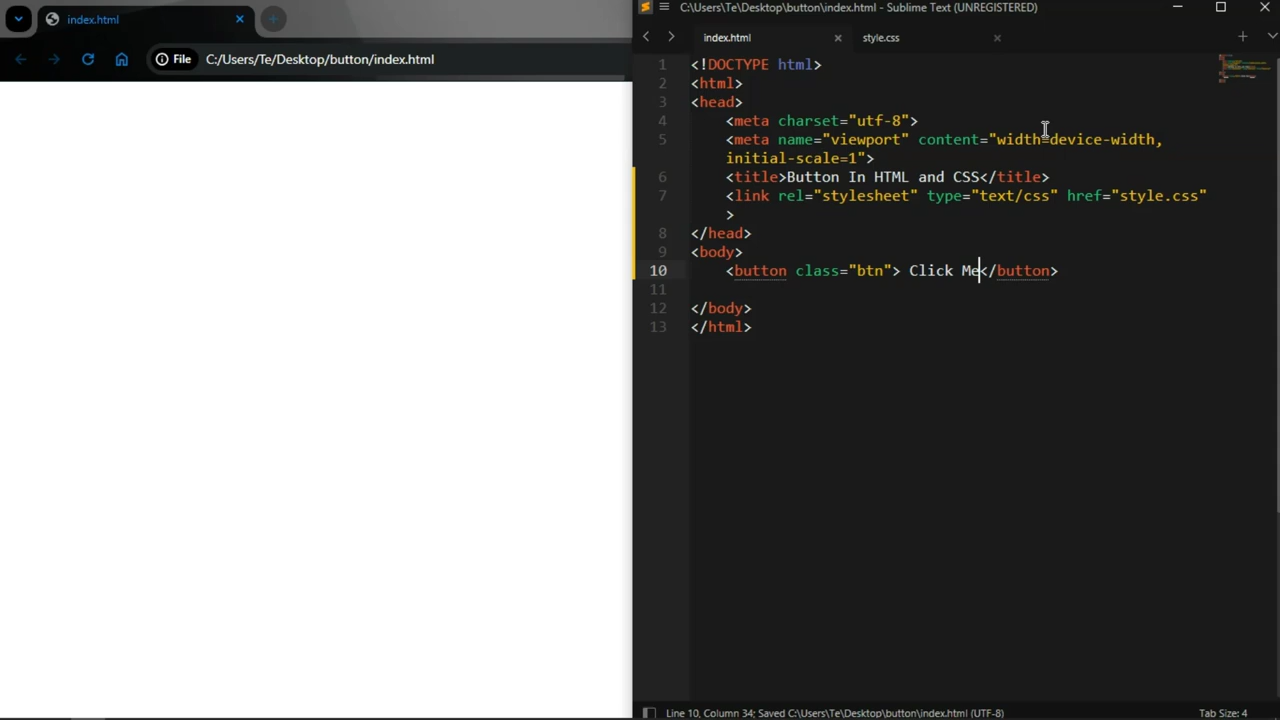 index.html
File C:/Users/Te/Desktop/button/index.html
C:\Users\Te\Desktop\button\index.html - Sublime Text (UNREGISTERED)
index.html style.css
1 <!DOCTYPE html>
2 <html>
3 <head>
4 <meta charset="utf-8">
5 <meta name="viewport" content="width=device-width,
initial-scale=1">
6 <title>Button In HTML and CSS</title>
7 <link rel="stylesheet" type="text/css" href="style.css"
>
8 </head>
9 <body>
10 <button class="btn"> Click Me</button>
11
12 </body>
13 </html>
Line 10, Column 34; Saved C:\Users\Te\Desktop\button\index.html (UTF-8) Tab Size: 4